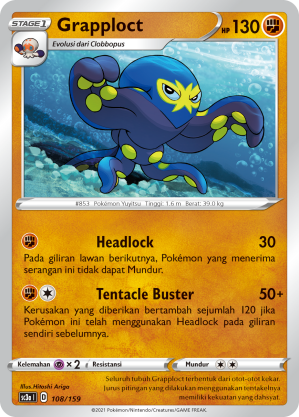 STAGE 1
Grapploct
HP 130
Evolusi dari Clobbopus
#853 Pokémon Yuyitsu Tinggi: 1.6 m Berat: 39.0 kg
Headlock 30
Pada giliran lawan berikutnya, Pokémon yang menerima
serangan ini tidak dapat Mundur.
Tentacle Buster 50+
Kerusakan yang diberikan bertambah sejumlah 120 jika
Pokémon ini telah menggunakan Headlock pada giliran
sendiri sebelumnya.
Kelemahan ×2 Resistansi Mundur
Illus. Hitoshi Ariga
sc3a I D 108/159
Seluruh tubuh Grapploct terbentuk dari otot-otot kekar.
Jurus pitingan yang dilakukan menggunakan tentakelnya
memiliki kekuatan yang dahsyat.
©2021 Pokémon/Nintendo/Creatures/GAME FREAK.